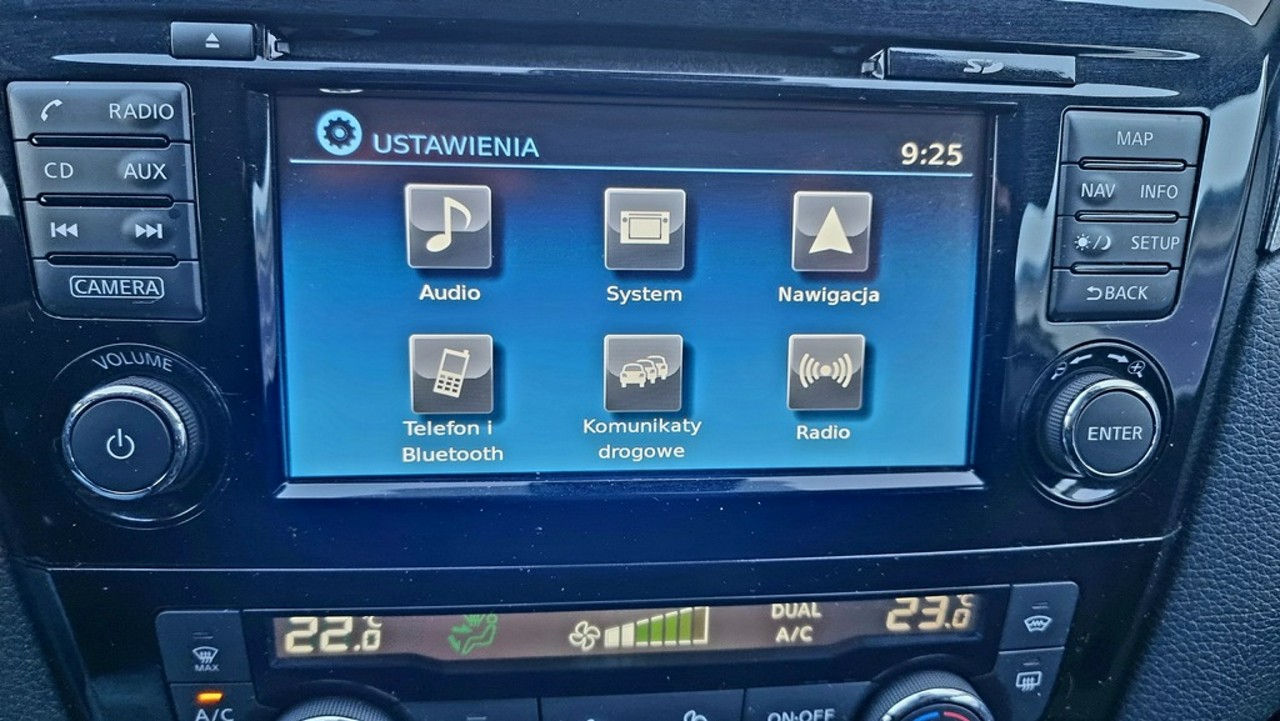 RADIO
CD AUX
CAMERA
VOLUME
SD
MAP
NAV INFO
SETUP
BACK
ENTER
USTAWIENIA
9:25
Audio
System
Nawigacja
Telefon i
Bluetooth
Komunikaty
drogowe
Radio
22.0 °C
DUAL
A/C
23.0 °C
MAX
A/C
ON·OFF